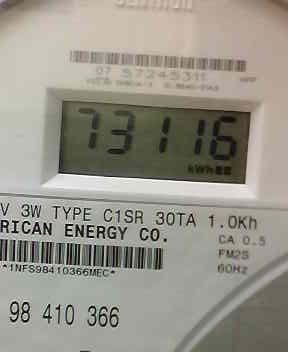 CENTRON
07 57245311
73116
kWh
V 3W TYPE C1SR 30TA 1.0Kh
RICAN ENERGY CO.
CA 0.5
FM2S
*1NFS98410366MEC*
60Hz
98 410 366